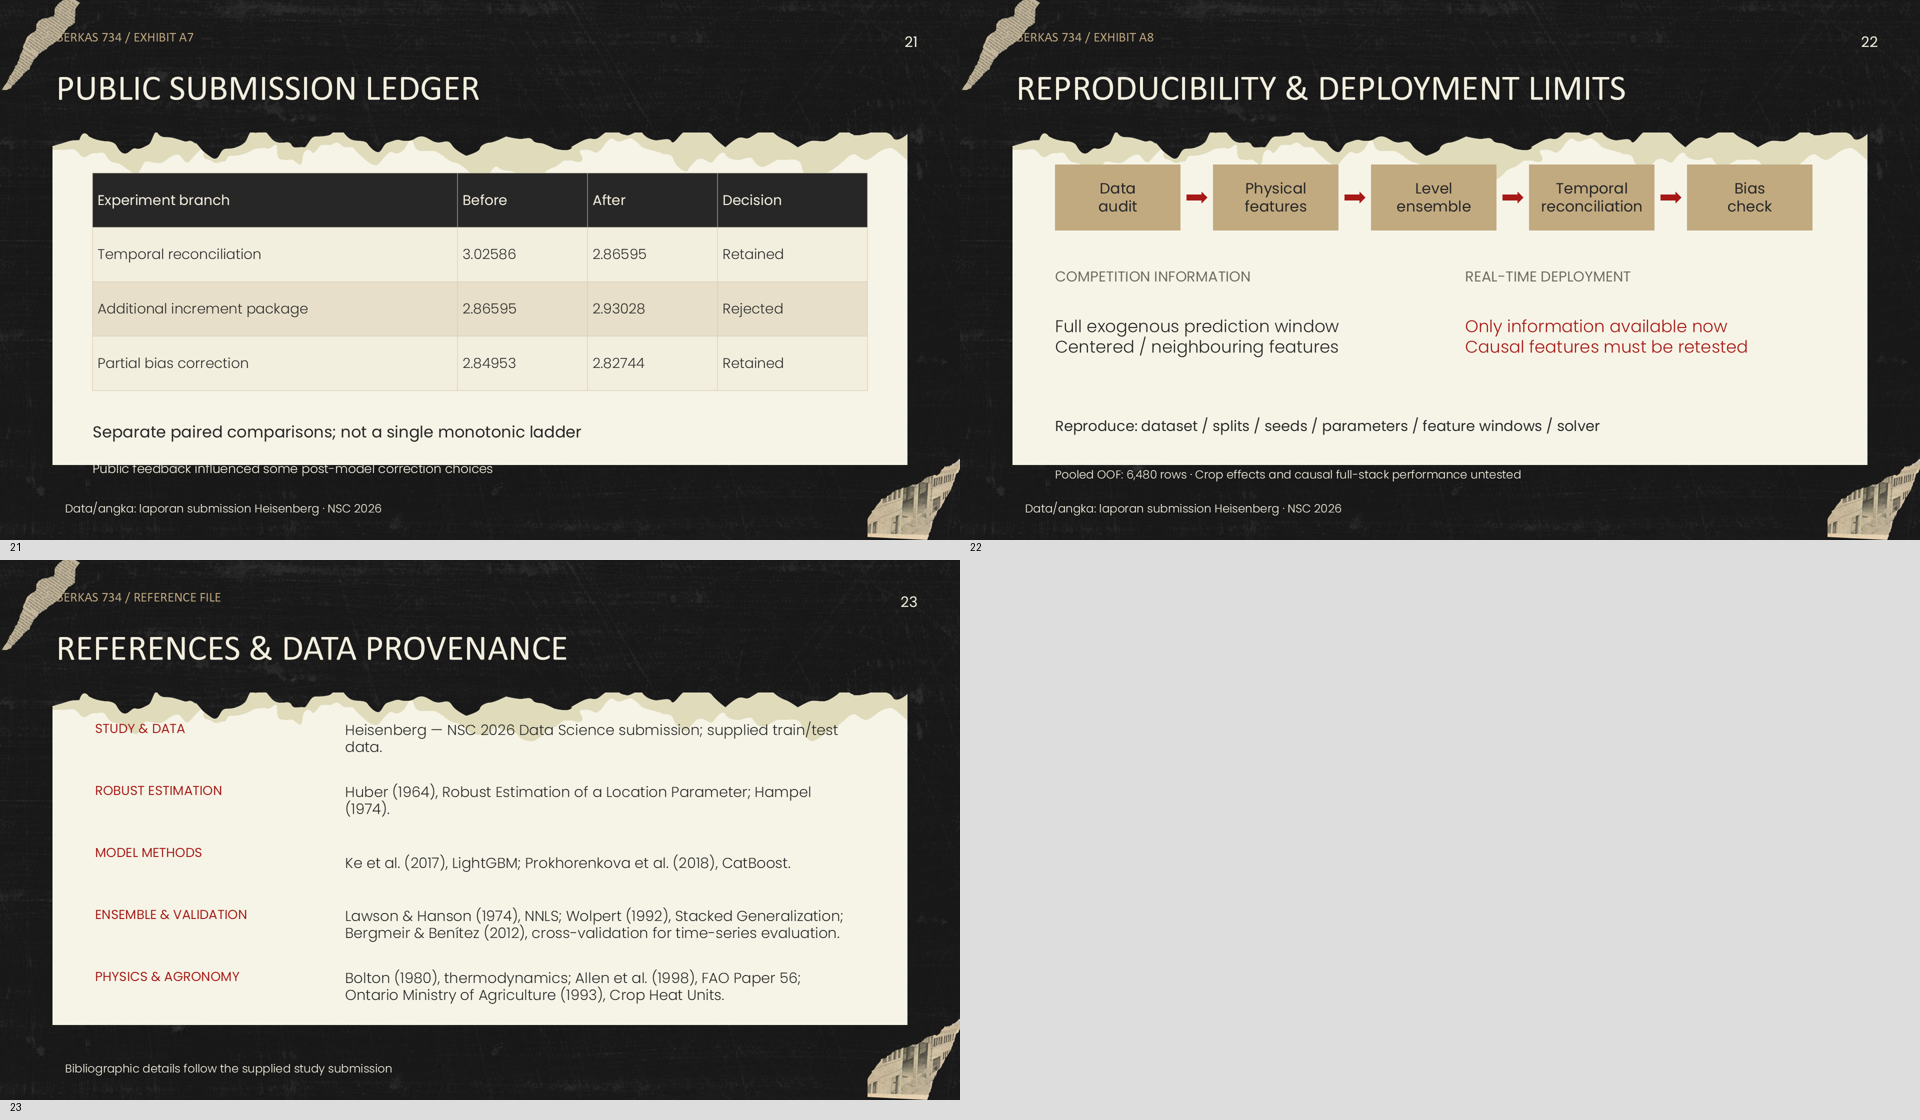 BERKAS 734 / EXHIBIT A7
21
PUBLIC SUBMISSION LEDGER
Experiment branch Before After Decision
Temporal reconciliation 3.02586 2.86595 Retained
Additional increment package 2.86595 2.93028 Rejected
Partial bias correction 2.84953 2.82744 Retained
Separate paired comparisons; not a single monotonic ladder
Public feedback influenced some post-model correction choices
Data/angka: laporan submission Heisenberg · NSC 2026
21
BERKAS 734 / EXHIBIT A8
22
REPRODUCIBILITY & DEPLOYMENT LIMITS
Data
audit
Physical
features
Level
ensemble
Temporal
reconciliation
Bias
check
COMPETITION INFORMATION
Full exogenous prediction window
Centered / neighbouring features
REAL-TIME DEPLOYMENT
Only information available now
Causal features must be retested
Reproduce: dataset / splits / seeds / parameters / feature windows / solver
Pooled OOF: 6,480 rows · Crop effects and causal full-stack performance untested
Data/angka: laporan submission Heisenberg · NSC 2026
22
BERKAS 734 / REFERENCE FILE
23
REFERENCES & DATA PROVENANCE
STUDY & DATA
Heisenberg — NSC 2026 Data Science submission; supplied train/test
data.
ROBUST ESTIMATION
Huber (1964), Robust Estimation of a Location Parameter; Hampel
(1974).
MODEL METHODS
Ke et al. (2017), LightGBM; Prokhorenkova et al. (2018), CatBoost.
ENSEMBLE & VALIDATION
Lawson & Hanson (1974), NNLS; Wolpert (1992), Stacked Generalization;
Bergmeir & Benítez (2012), cross-validation for time-series evaluation.
PHYSICS & AGRONOMY
Bolton (1980), thermodynamics; Allen et al. (1998), FAO Paper 56;
Ontario Ministry of Agriculture (1993), Crop Heat Units.
Bibliographic details follow the supplied study submission
23